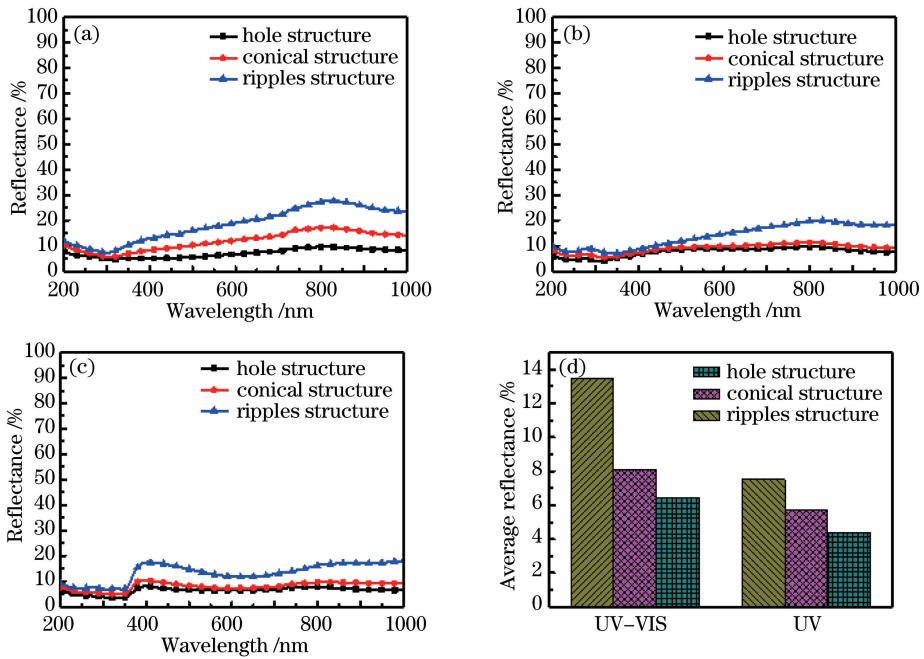 (a)
hole structure
conical structure
ripples structure
Reflectance /%
100
90
80
70
60
50
40
30
20
10
0
200 400 600 800 1000
Wavelength /nm
(b)
hole structure
conical structure
ripples structure
Reflectance /%
100
90
80
70
60
50
40
30
20
10
0
200 400 600 800 1000
Wavelength /nm
(c)
hole structure
conical structure
ripples structure
Reflectance /%
100
90
80
70
60
50
40
30
20
10
0
200 400 600 800 1000
Wavelength /nm
(d)
hole structure
conical structure
ripples structure
Average reflectance /%
14
12
10
8
6
4
2
0
UV–VIS UV